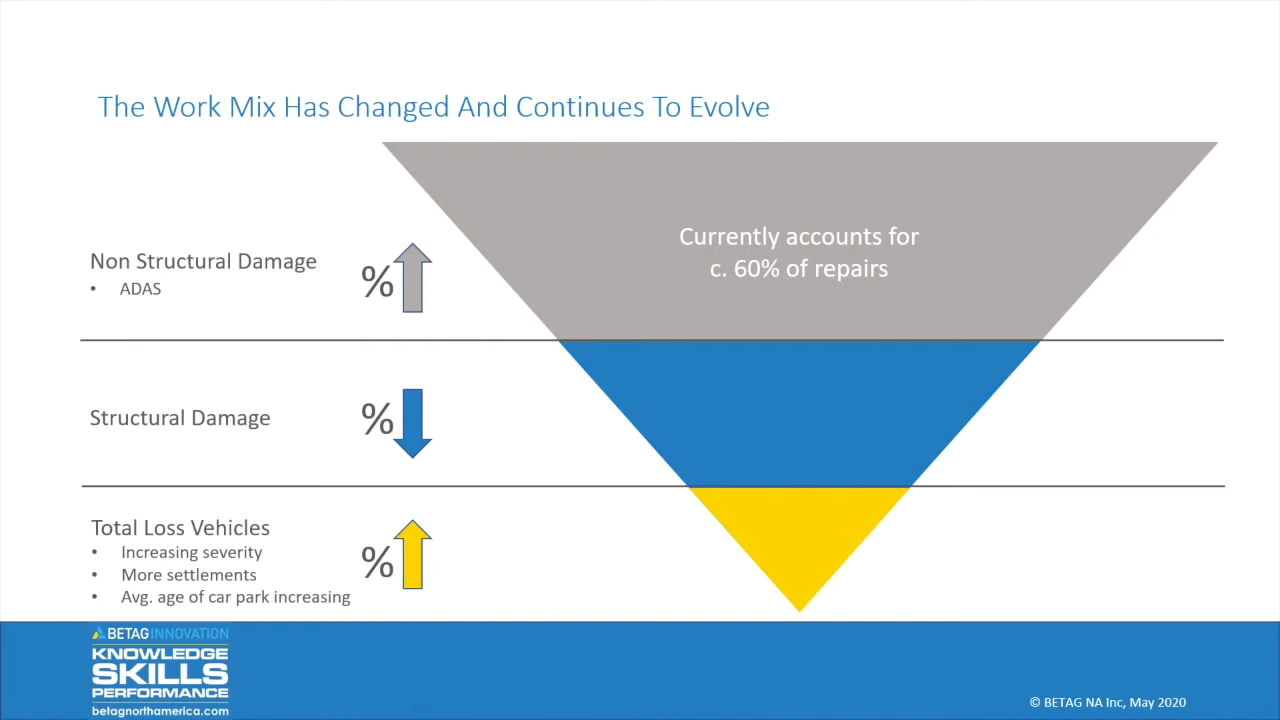 The Work Mix Has Changed And Continues To Evolve
Currently accounts for
c. 60% of repairs
Non Structural Damage
• ADAS
%
Structural Damage
%
Total Loss Vehicles
• Increasing severity
• More settlements
• Avg. age of car park increasing
%
BETAG INNOVATION
KNOWLEDGE
SKILLS
PERFORMANCE
betagnorthamerica.com
© BETAG NA Inc, May 2020